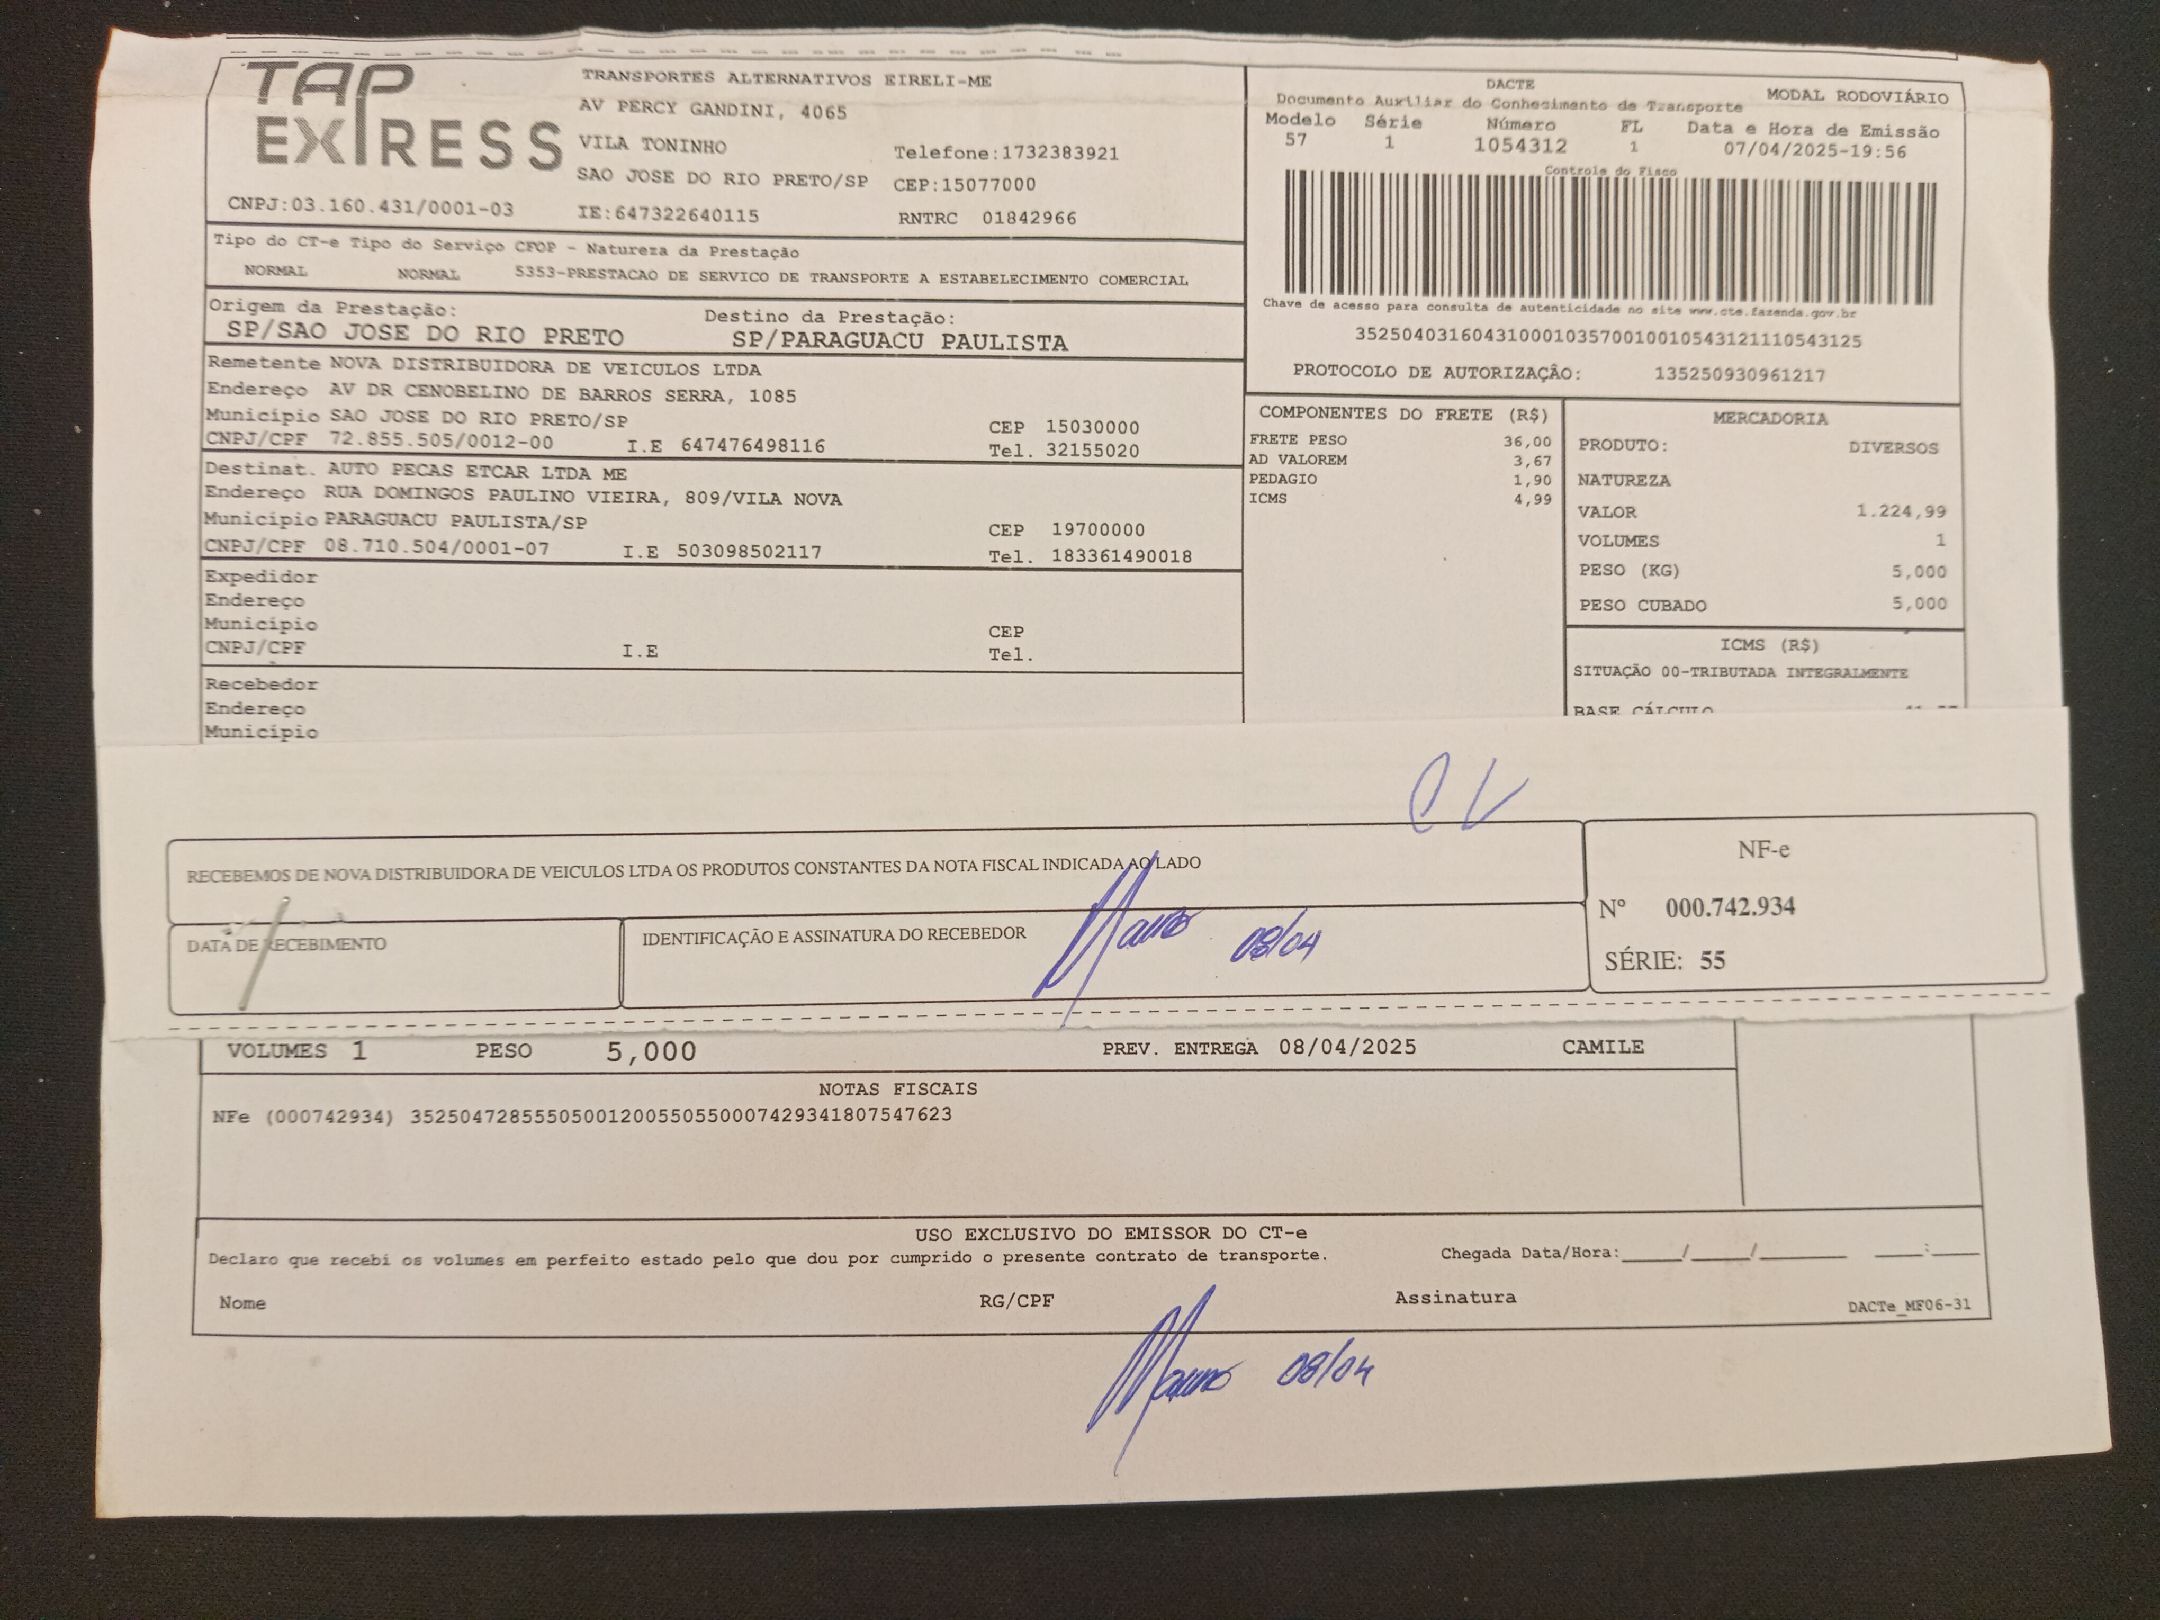 TAP EXPRESS
TRANSPORTES ALTERNATIVOS EIRELI-ME
AV PERCY GANDINI, 4065
VILA TONINHO Telefone:1732383921
SAO JOSE DO RIO PRETO/SP CEP:15077000
CNPJ:03.160.431/0001-03 IE:647322640115 RNTRC 01842966
DACTE MODAL RODOVIÁRIO
Documento Auxiliar do Conhecimento de Transporte
Modelo Série Número FL Data e Hora de Emissão
57 1 1054312 1 07/04/2025-19:56
Controle do Fisco
Chave de acesso para consulta de autenticidade no site www.cte.fazenda.gov.br
35250403160431000103570010010543121110543125
PROTOCOLO DE AUTORIZAÇÃO: 135250930961217
Tipo do CT-e Tipo do Serviço CFOP - Natureza da Prestação
NORMAL NORMAL 5353-PRESTACAO DE SERVICO DE TRANSPORTE A ESTABELECIMENTO COMERCIAL
Origem da Prestação: Destino da Prestação:
SP/SAO JOSE DO RIO PRETO SP/PARAGUACU PAULISTA
Remetente NOVA DISTRIBUIDORA DE VEICULOS LTDA
Endereço AV DR CENOBELINO DE BARROS SERRA, 1085
Município SAO JOSE DO RIO PRETO/SP CEP 15030000
CNPJ/CPF 72.855.505/0012-00 I.E 647476498116 Tel. 32155020
Destinat. AUTO PECAS ETCAR LTDA ME
Endereço RUA DOMINGOS PAULINO VIEIRA, 809/VILA NOVA
Município PARAGUACU PAULISTA/SP CEP 19700000
CNPJ/CPF 08.710.504/0001-07 I.E 503098502117 Tel. 183361490018
Expedidor
Endereço
Município CEP
CNPJ/CPF I.E Tel.
Recebedor
Endereço
Município
COMPONENTES DO FRETE (R$)
FRETE PESO 36,00
AD VALOREM 3,67
PEDAGIO 1,90
ICMS 4,99
MERCADORIA
PRODUTO: DIVERSOS
NATUREZA
VALOR 1.224,99
VOLUMES 1
PESO (KG) 5,000
PESO CUBADO 5,000
ICMS (R$)
SITUAÇÃO 00-TRIBUTADA INTEGRALMENTE
BASE CÁLCULO
RECEBEMOS DE NOVA DISTRIBUIDORA DE VEICULOS LTDA OS PRODUTOS CONSTANTES DA NOTA FISCAL INDICADA AO LADO
DATA DE RECEBIMENTO
IDENTIFICAÇÃO E ASSINATURA DO RECEBEDOR
08/04
NF-e
Nº 000.742.934
SÉRIE: 55
VOLUMES 1 PESO 5,000 PREV. ENTREGA 08/04/2025 CAMILE
NOTAS FISCAIS
NFe (000742934) 35250472855505001200550550007429341807547623
USO EXCLUSIVO DO EMISSOR DO CT-e
Declaro que recebi os volumes em perfeito estado pelo que dou por cumprido o presente contrato de transporte. Chegada Data/Hora:____/____/______ ___:___
Nome RG/CPF Assinatura DACTe_MF06-31
08/04